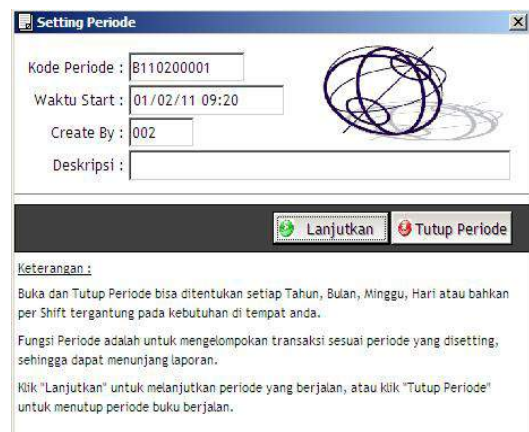 Setting Periode
Kode Periode : B110200001
Waktu Start : 01/02/11 09:20
Create By : 002
Deskripsi :
Lanjutkan Tutup Periode
Keterangan :
Buka dan Tutup Periode bisa ditentukan setiap Tahun, Bulan, Minggu, Hari atau bahkan
per Shift tergantung pada kebutuhan di tempat anda.
Fungsi Periode adalah untuk mengelompokan transaksi sesuai periode yang disetting,
sehingga dapat menunjang laporan.
Klik "Lanjutkan" untuk melanjutkan periode yang berjalan, atau klik "Tutup Periode"
untuk menutup periode buku berjalan.